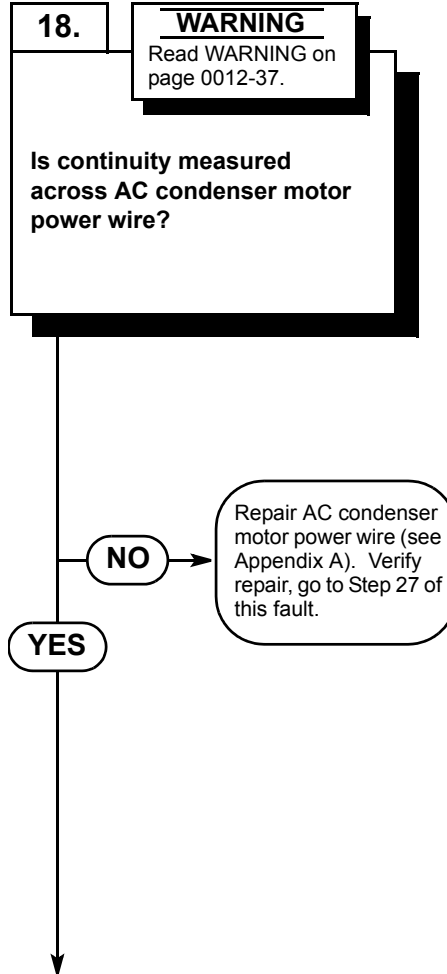 18.
WARNING
Read WARNING on
page 0012-37.
Is continuity measured
across AC condenser motor
power wire?
NO
Repair AC condenser
motor power wire (see
Appendix A). Verify
repair, go to Step 27 of
this fault.
YES